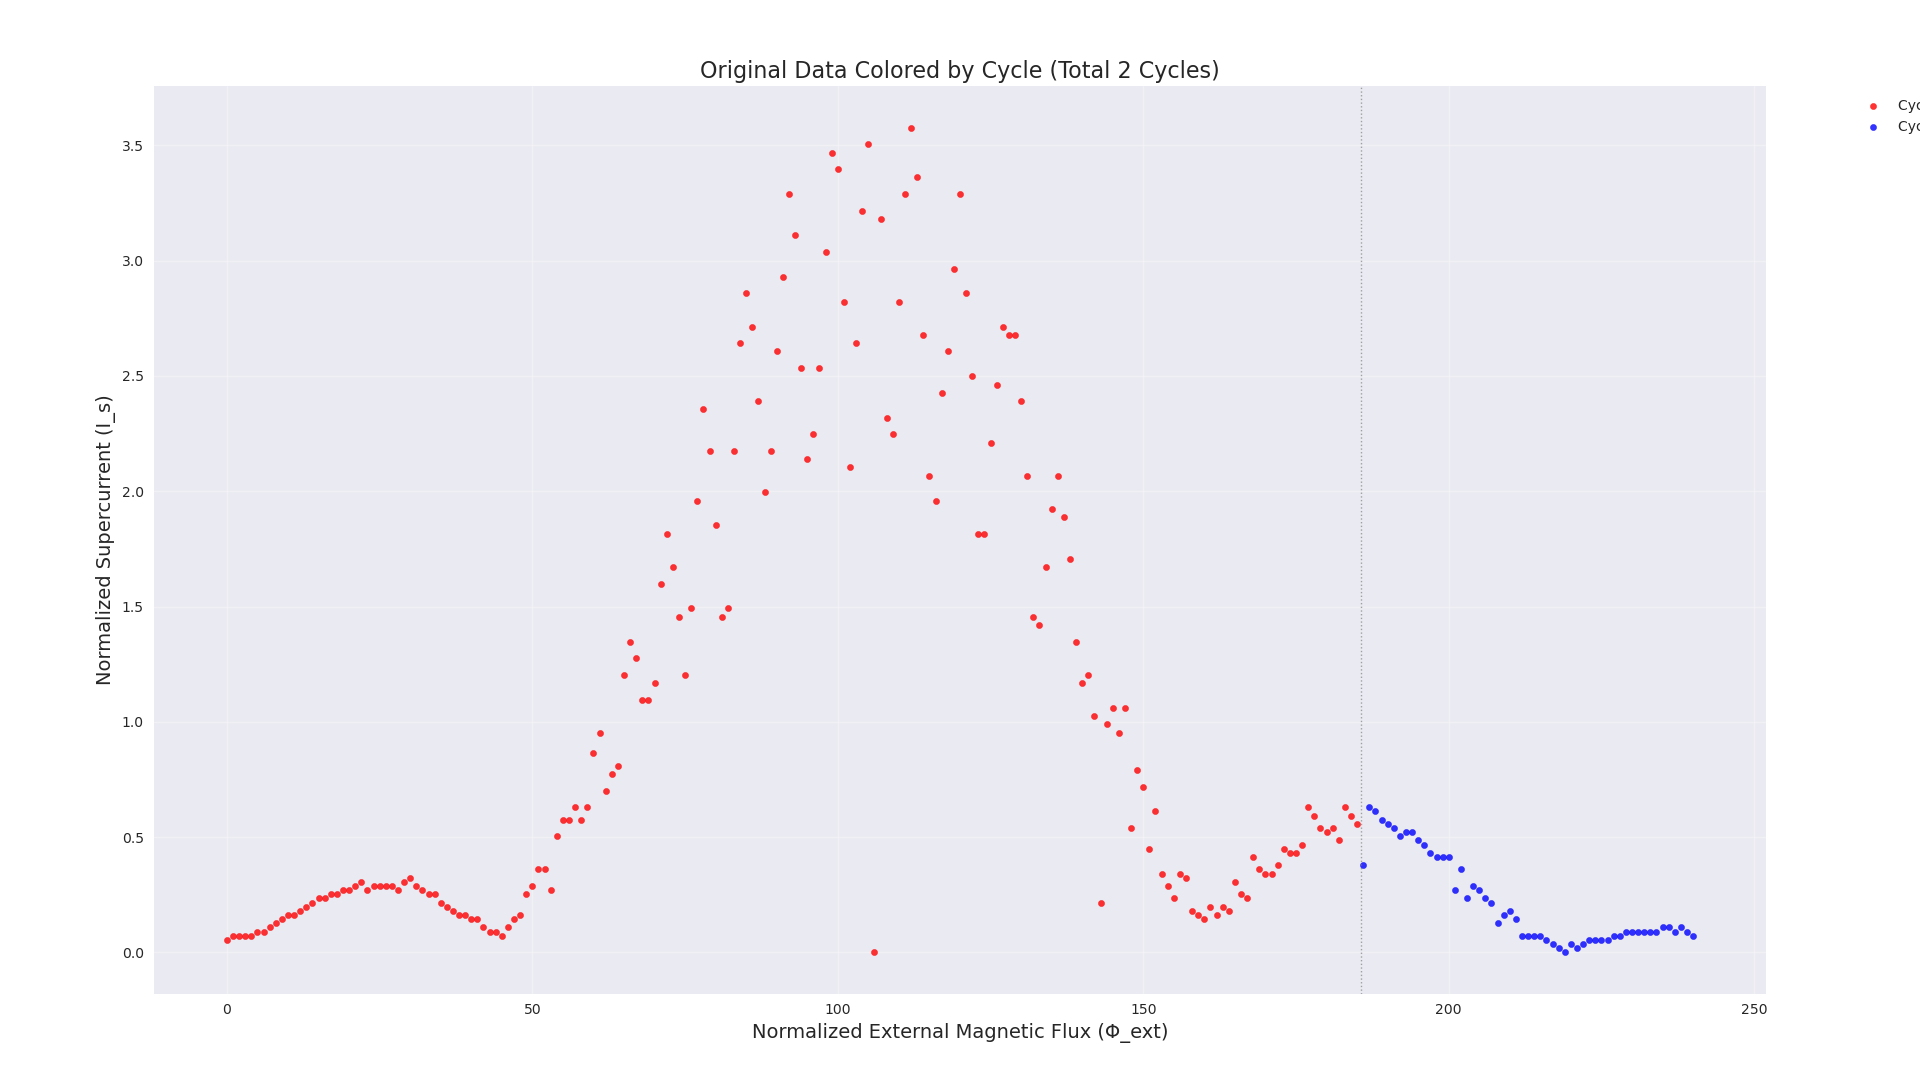 Original Data Colored by Cycle (Total 2 Cycles)
Cyc
Cyc
3.5
3.0
2.5
2.0
1.5
1.0
0.5
0.0
Normalized Supercurrent (I_s)
0 50 100 150 200 250
Normalized External Magnetic Flux (Φ_ext)